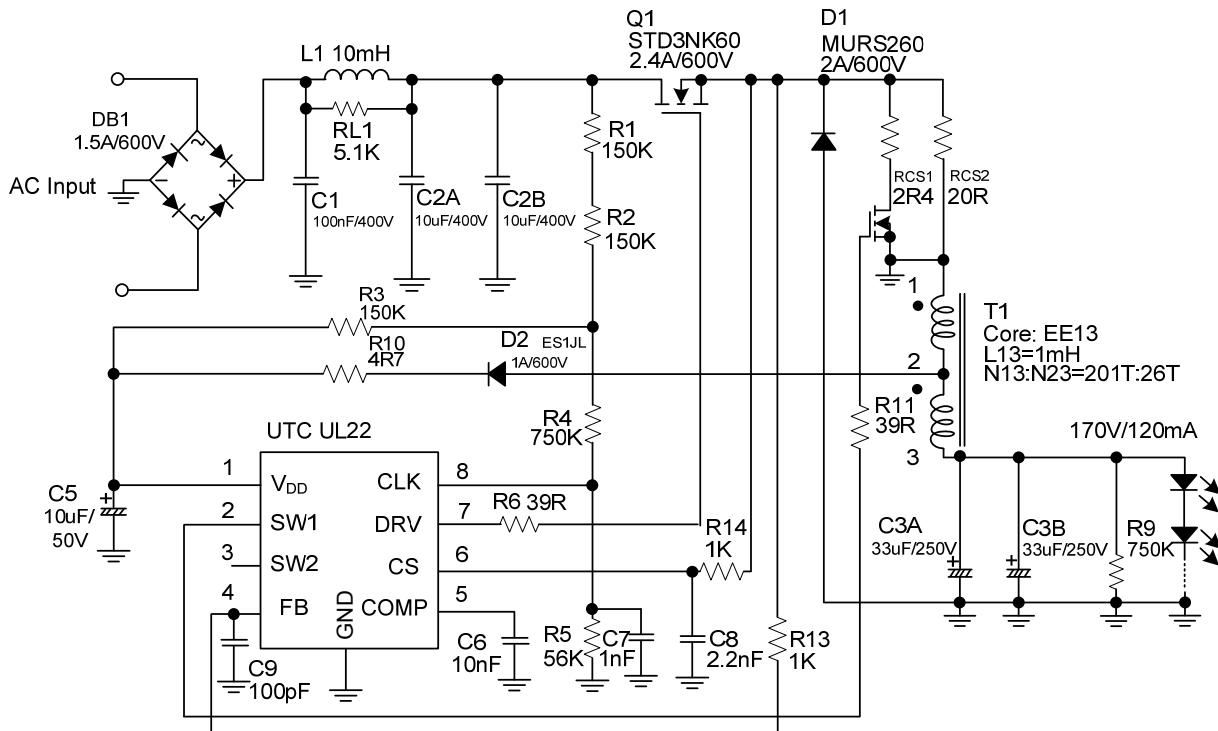 Q1
STD3NK60
2.4A/600V
D1
MURS260
2A/600V
L1 10mH
RL1
5.1K
DB1
1.5A/600V
~
~
-
+
AC Input
C1
100nF/400V
C2A
10uF/400V
C2B
10uF/400V
R1
150K
R2
150K
RCS1
2R4
RCS2
20R
R3
150K
R10
4R7
D2 ES1JL
1A/600V
1
2
3
T1
Core: EE13
L13=1mH
N13:N23=201T:26T
R4
750K
R11
39R
170V/120mA
UTC UL22
1
VDD
2
SW1
3
SW2
4
FB
GND
CLK
8
DRV
7
CS
6
COMP
5
C5
+
10uF/
50V
R6 39R
R14
1K
C3A
33uF/250V
+
C3B
33uF/250V
+
R9
750K
C9
100pF
C6
10nF
R5
56K
C7
1nF
C8
2.2nF
R13
1K